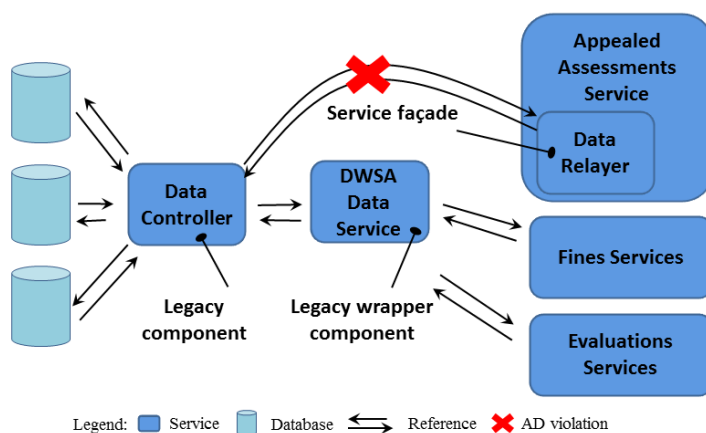 Appealed
Assessments
Service
Service façade
Data
Relayer
Data
Controller
DWSA
Data
Service
Fines Services
Legacy
component
Legacy wrapper
component
Evaluations
Services
Legend: Service Database Reference AD violation